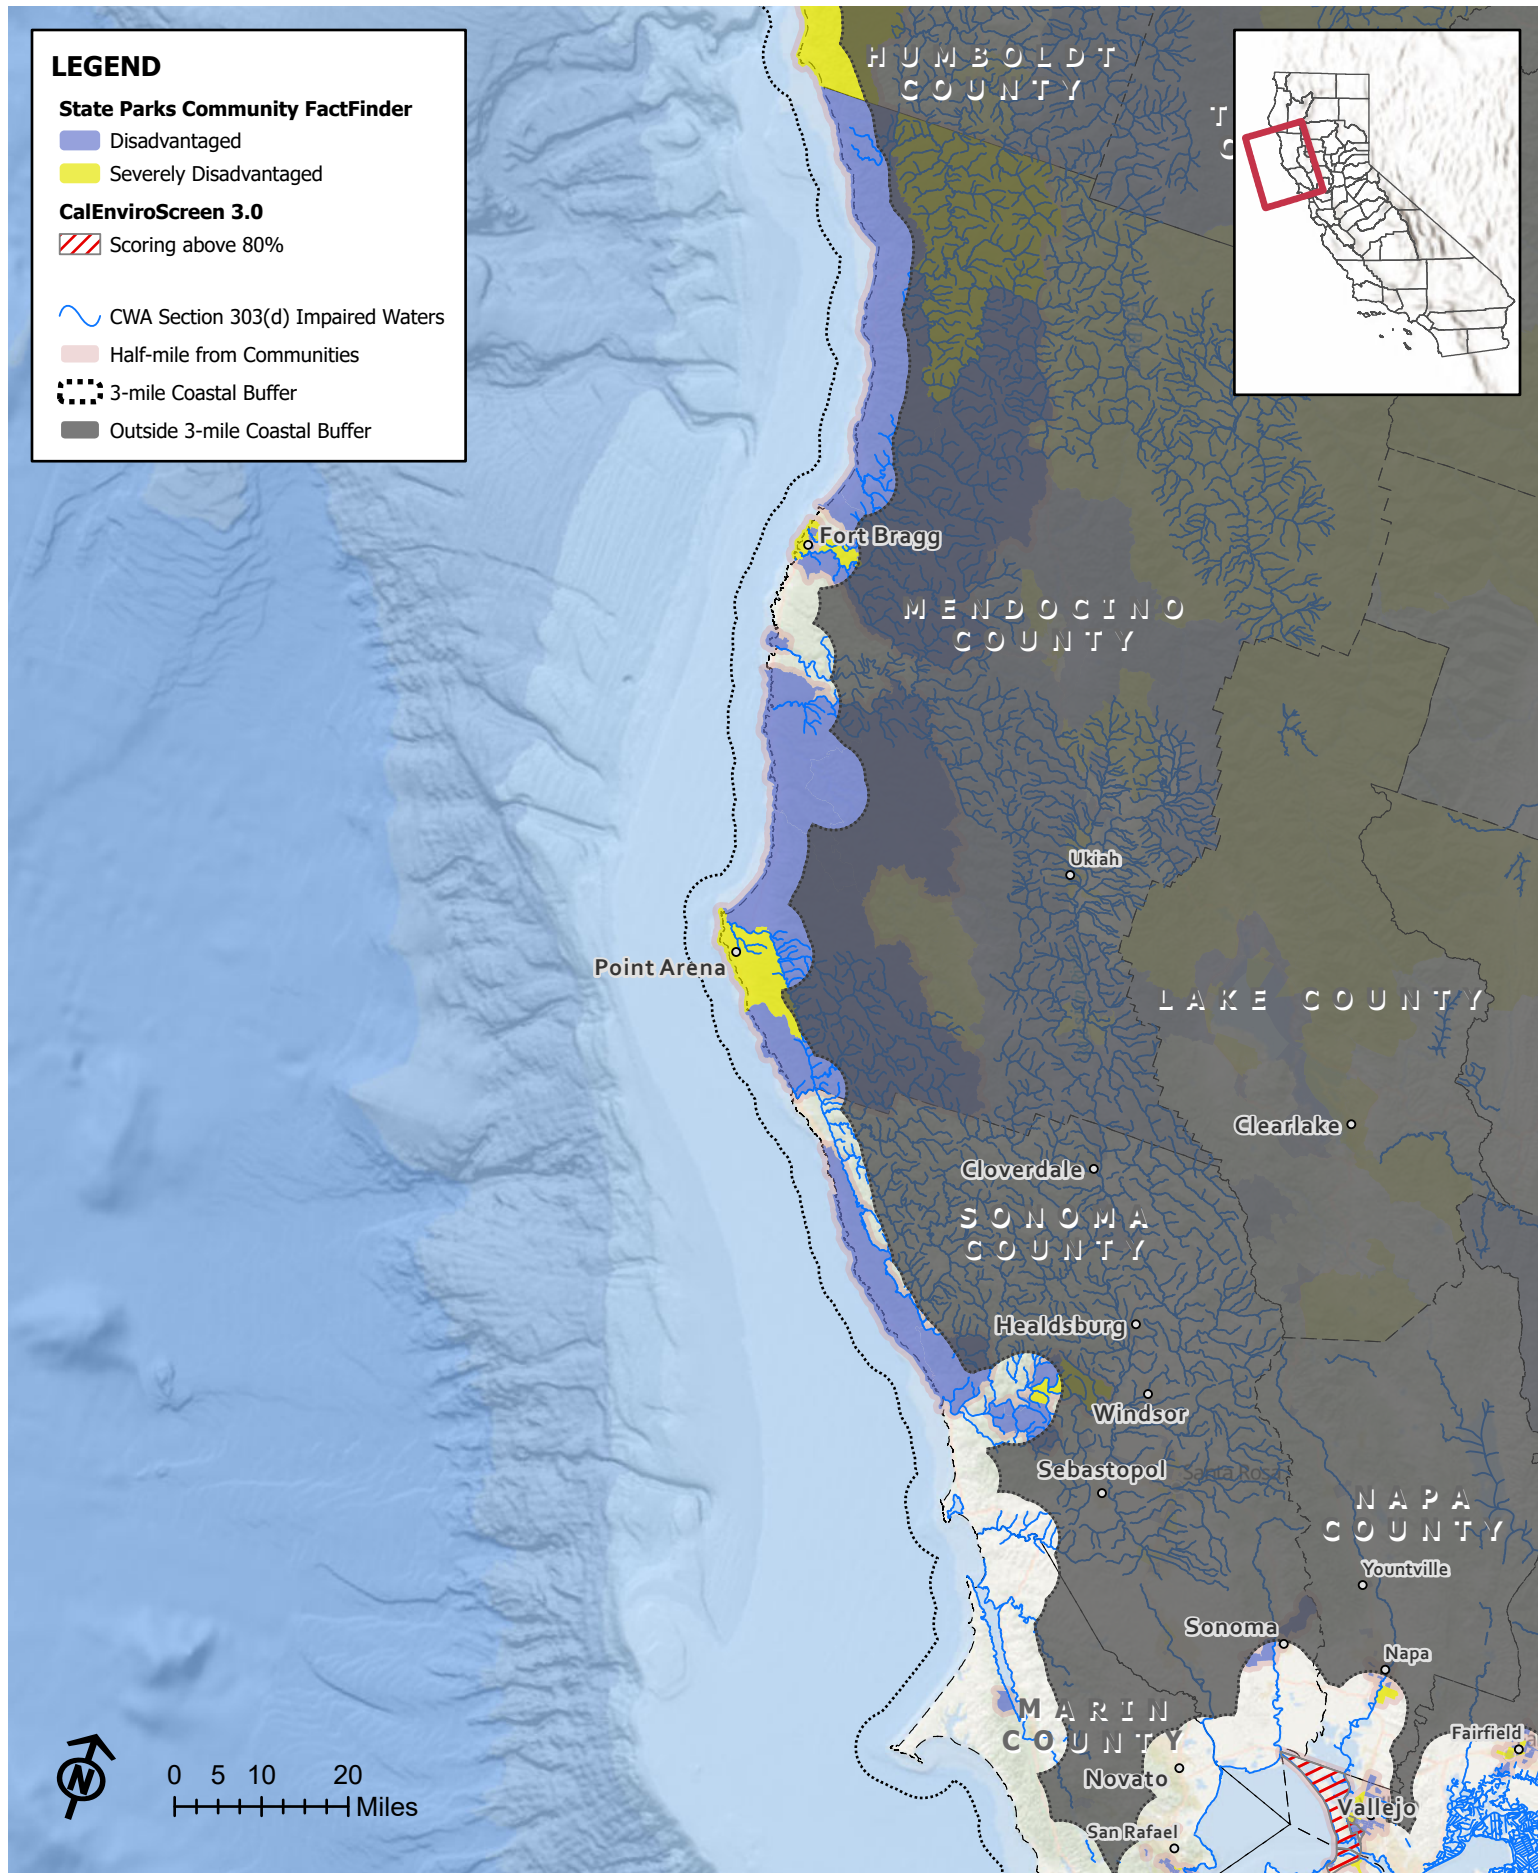 LEGEND
State Parks Community FactFinder
Disadvantaged
Severely Disadvantaged
CalEnviroScreen 3.0
Scoring above 80%
CWA Section 303(d) Impaired Waters
Half-mile from Communities
3-mile Coastal Buffer
Outside 3-mile Coastal Buffer
HUMBOLDT
COUNTY
T
C
Fort Bragg
MENDOCINO
COUNTY
Ukiah
Point Arena
LAKE COUNTY
Clearlake
Cloverdale
SONOMA
COUNTY
Healdsburg
Windsor
Sebastopol
Santa Rosa
NAPA
COUNTY
Yountville
Sonoma
Napa
MARIN
COUNTY
Fairfield
Novato
Vallejo
San Rafael
N
0 5 10 20
Miles